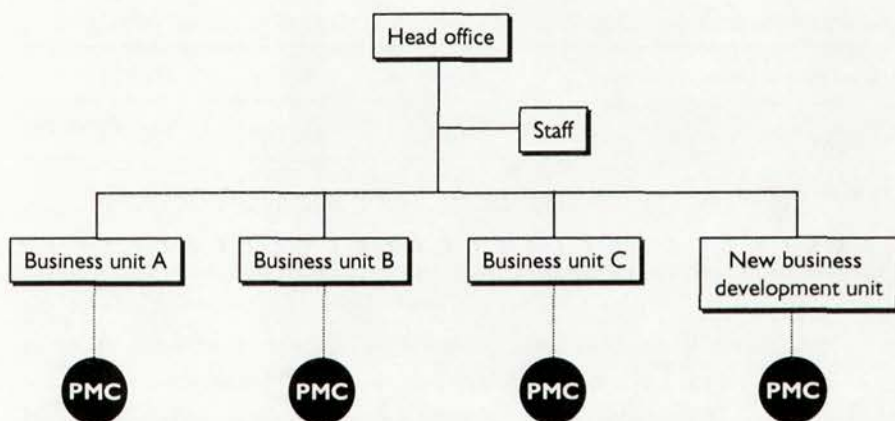 Head office
Staff
Business unit A
Business unit B
Business unit C
New business
development unit
PMC
PMC
PMC
PMC